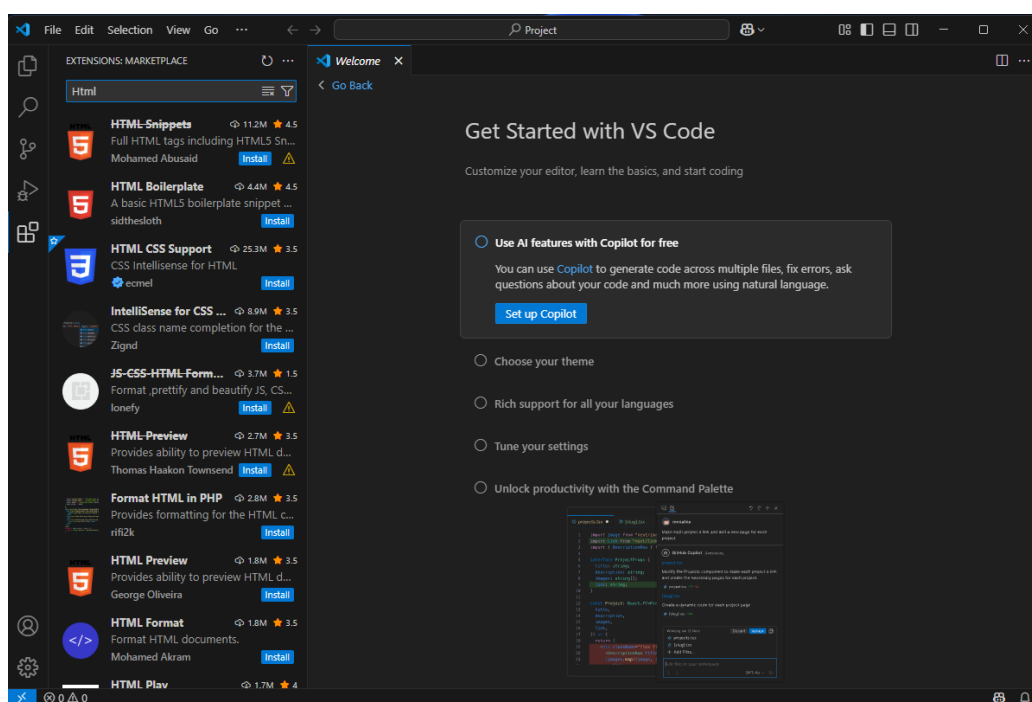 File Edit Selection View Go ··· Project
EXTENSIONS: MARKETPLACE
Html
HTML Snippets 11.2M 4.5
Full HTML tags including HTML5 Sn...
Mohamed Abusaid Install
HTML Boilerplate 4.4M 4.5
A basic HTML5 boilerplate snippet ...
sidthesloth Install
HTML CSS Support 25.3M 3.5
CSS Intellisense for HTML
ecmel Install
IntelliSense for CSS ... 8.9M 3.5
CSS class name completion for the ...
Zignd Install
JS-CSS-HTML Form... 3.7M 1.5
Format ,prettify and beautify JS, CS...
lonefy Install
HTML Preview 2.7M 3.5
Provides ability to preview HTML d...
Thomas Haakon Townsend Install
Format HTML in PHP 2.8M 3.5
Provides formatting for the HTML c...
rifi2k Install
HTML Preview 1.8M 3.5
Provides ability to preview HTML d...
George Oliveira Install
HTML Format 1.8M 3.5
Format HTML documents.
Mohamed Akram Install
HTML Play 1.7M 4
0 0
Welcome
Go Back
Get Started with VS Code
Customize your editor, learn the basics, and start coding
Use AI features with Copilot for free
You can use Copilot to generate code across multiple files, fix errors, ask
questions about your code and much more using natural language.
Set up Copilot
Choose your theme
Rich support for all your languages
Tune your settings
Unlock productivity with the Command Palette